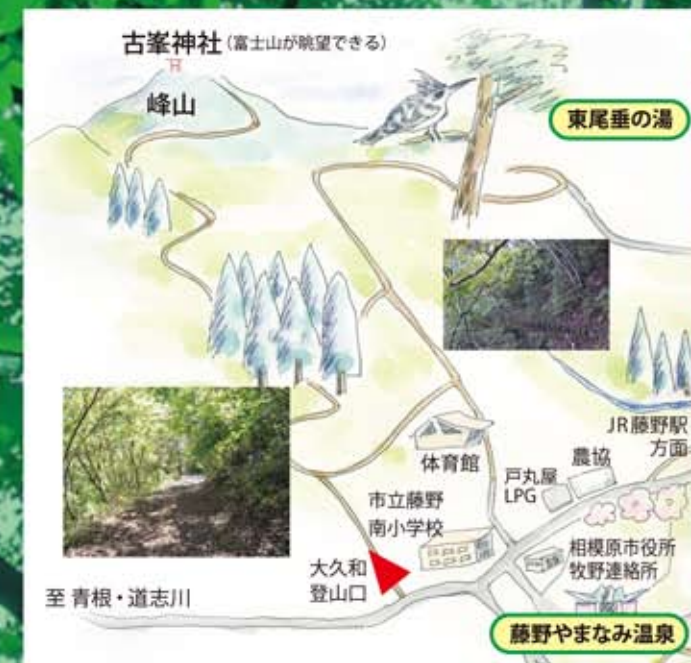 古峯神社(富士山が眺望できる)
峰山
東尾垂の湯
JR藤野駅
方面
体育館
戸丸屋
LPG
農協
市立藤野
南小学校
相模原市役所
牧野連絡所
大久和
登山口
至 青根・道志川
藤野やまなみ温泉